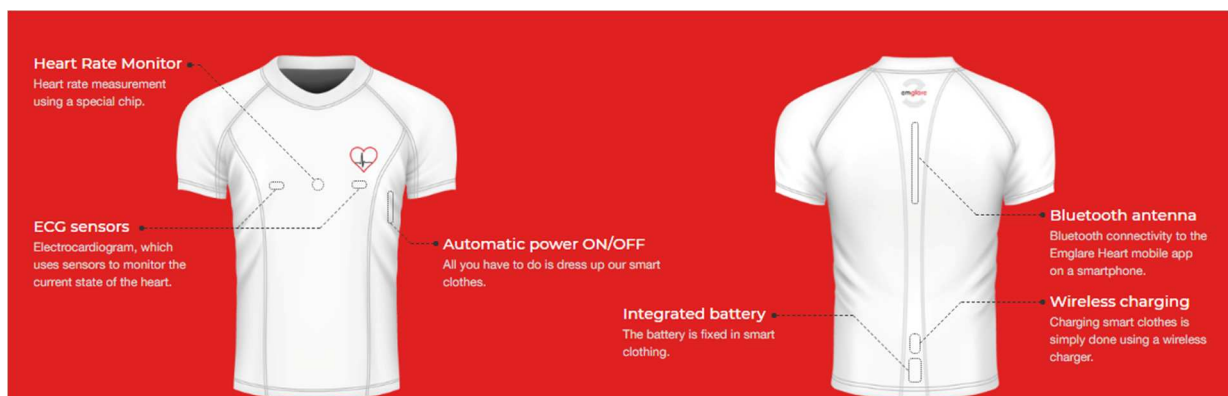 Heart Rate Monitor
Heart rate measurement
using a special chip.
ECG sensors
Electrocardiogram, which
uses sensors to monitor the
current state of the heart.
Automatic power ON/OFF
All you have to do is dress up our smart
clothes.
emglare
Bluetooth antenna
Bluetooth connectivity to the
Emglare Heart mobile app
on a smartphone.
Integrated battery
The battery is fixed in smart
clothing.
Wireless charging
Charging smart clothes is
simply done using a wireless
charger.